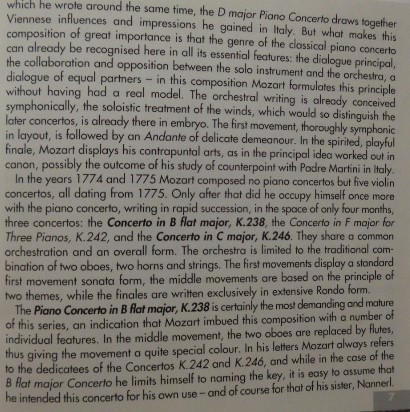 which he wrote around the same time, the D major Piano Concerto draws together
Viennese influences and impressions he gained in Italy. But what makes this
composition of great importance is that the genre of the classical piano concerto
can already be recognised here in all its essential features: the dialogue principal,
the collaboration and opposition between the solo instrument and the orchestra, a
dialogue of equal partners – in this composition Mozart formulates this principle
without having had a real model. The orchestral writing is already conceived
symphonically, the soloistic treatment of the winds, which would so distinguish the
later concertos, is already there in embryo. The first movement, thoroughly symphonic
in layout, is followed by an Andante of delicate demeanour. In the spirited, playful
finale, Mozart displays his contrapuntal arts, as in the principal idea worked out in
canon, possibly the outcome of his study of counterpoint with Padre Martini in Italy.
In the years 1774 and 1775 Mozart composed no piano concertos but five violin
concertos, all dating from 1775. Only after that did he occupy himself once more
with the piano concerto, writing in rapid succession, in the space of only four months,
three concertos: the Concerto in B flat major, K.238, the Concerto in F major for
Three Pianos, K.242, and the Concerto in C major, K.246. They share a common
orchestration and an overall form. The orchestra is limited to the traditional com-
bination of two oboes, two horns and strings. The first movements display a standard
first movement sonata form, the middle movements are based on the principle of
two themes, while the finales are written exclusively in extensive Rondo form.
The Piano Concerto in B flat major, K.238 is certainly the most demanding and mature
of this series, an indication that Mozart imbued this composition with a number of
individual features. In the middle movement, the two oboes are replaced by flutes,
thus giving the movement a quite special colour. In his letters Mozart always refers
to the dedicatees of the Concertos K.242 and K.246, and while in the case of the
B flat major Concerto he limits himself to naming the key, it is easy to assume that
he intended this concerto for his own use – and of course for that of his sister, Nannerl.
7